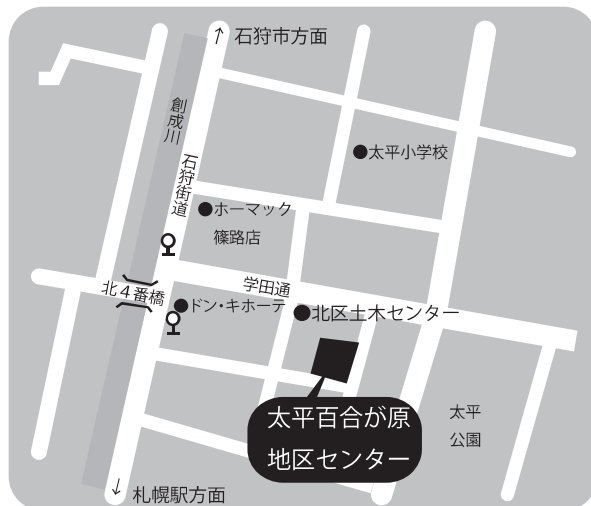 ↑ 石狩市方面
創成川
石狩街道
●太平小学校
●ホーマック
篠路店
北4番橋
学田通
●ドン・キホーテ
●北区土木センター
太平百合が原
地区センター
太平
公園
↓ 札幌駅方面